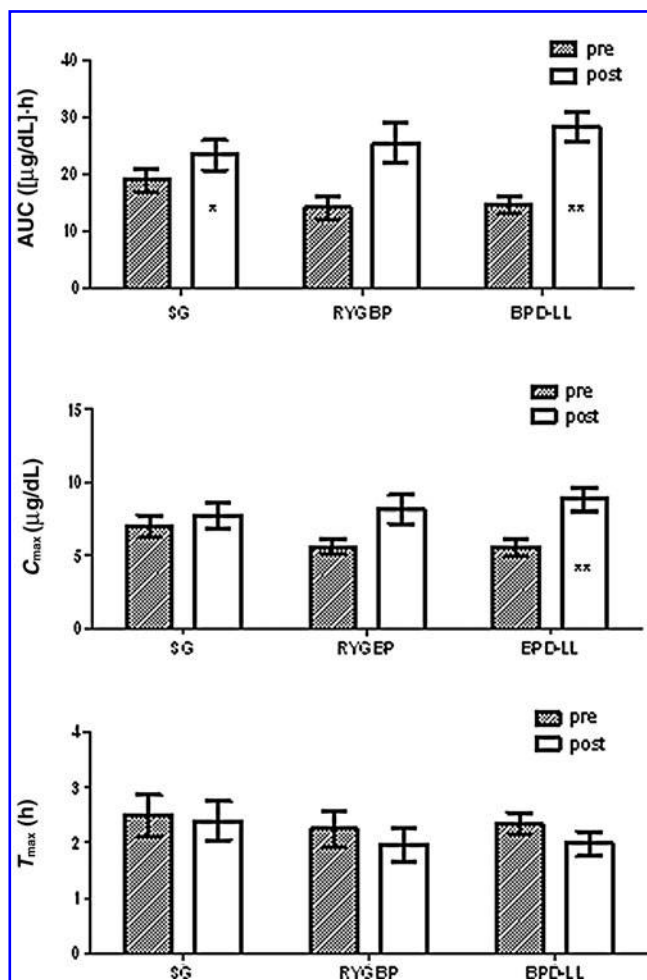 pre
post
AUC ([μg/dL]·h)
40
30
20
10
0
*
**
SG RYGBP BPD-LL
pre
post
Cmax (μg/dL)
15
10
5
0
**
SG RYGBP BPD-LL
pre
post
Tmax (h)
4
3
2
1
0
SG RYGBP BPD-LL